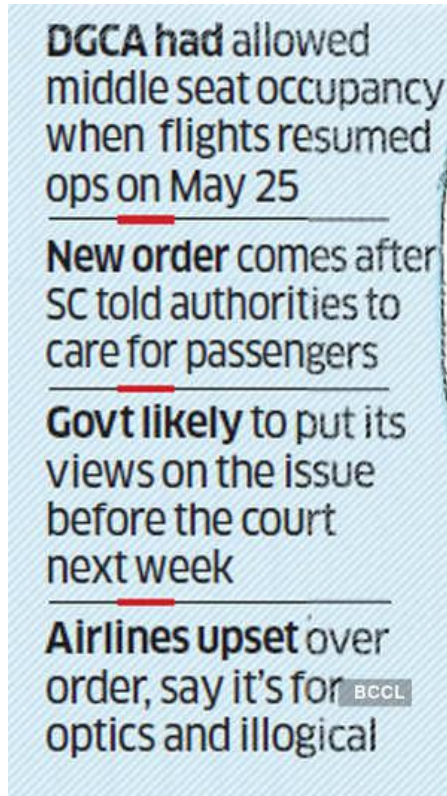 DGCA had allowed
middle seat occupancy
when flights resumed
ops on May 25
New order comes after
SC told authorities to
care for passengers
Govt likely to put its
views on the issue
before the court
next week
Airlines upset over
order, say it's for
BCCL
optics and illogical